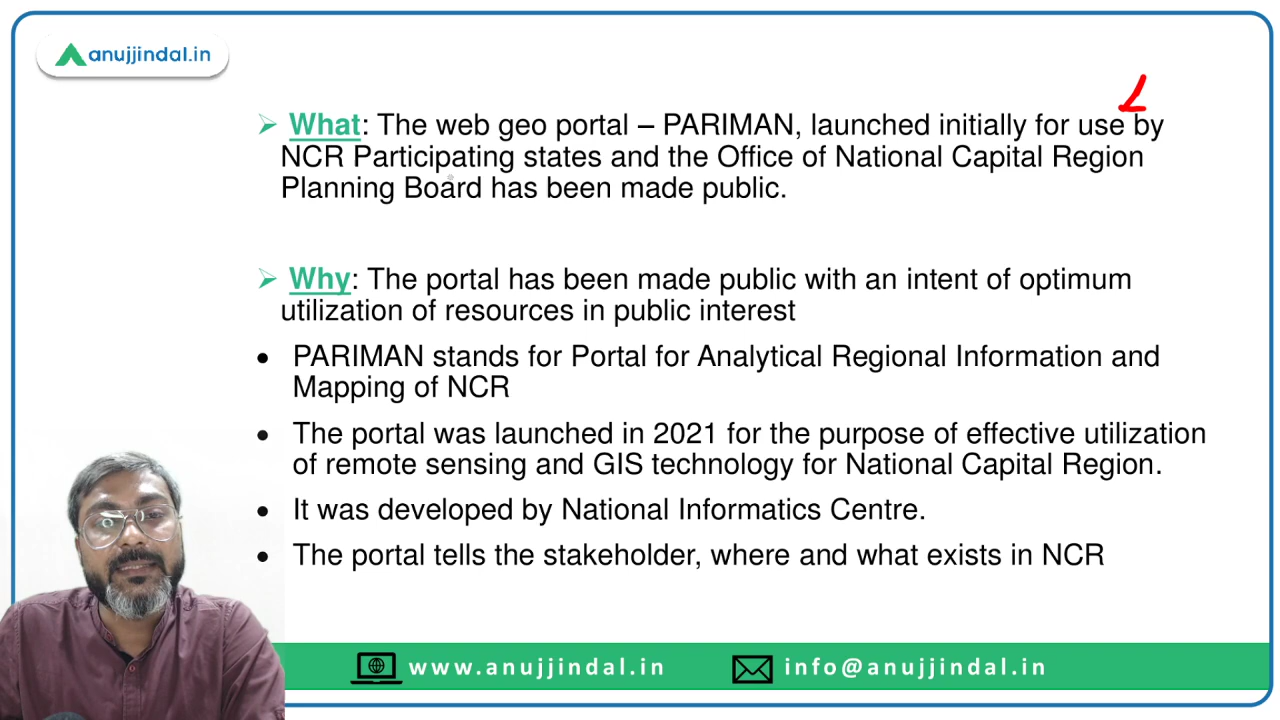 anujjindal.in
What: The web geo portal – PARIMAN, launched initially for use by
NCR Participating states and the Office of National Capital Region
Planning Board has been made public.
Why: The portal has been made public with an intent of optimum
utilization of resources in public interest
• PARIMAN stands for Portal for Analytical Regional Information and
Mapping of NCR
• The portal was launched in 2021 for the purpose of effective utilization
of remote sensing and GIS technology for National Capital Region.
• It was developed by National Informatics Centre.
• The portal tells the stakeholder, where and what exists in NCR
www.anujjindal.in info@anujjindal.in